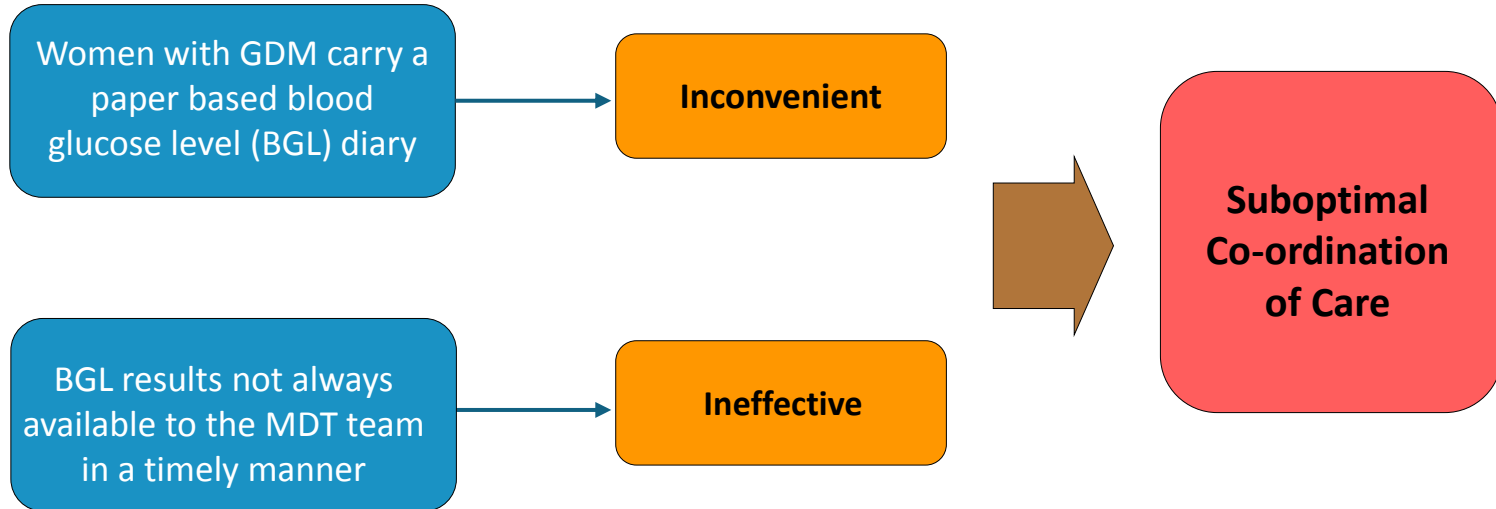 Women with GDM carry a
paper based blood
glucose level (BGL) diary
Inconvenient
BGL results not always
available to the MDT team
in a timely manner
Ineffective
Suboptimal
Co-ordination
of Care